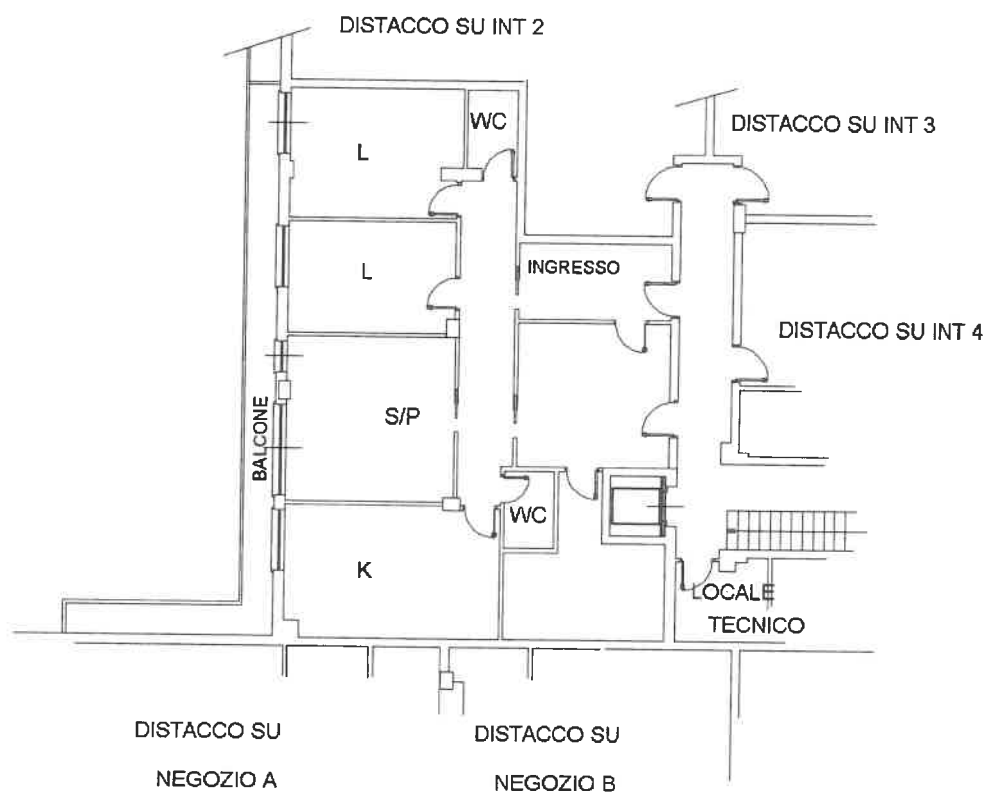 DISTACCO SU INT 2
WC
DISTACCO SU INT 3
L
INGRESSO
L
DISTACCO SU INT 4
S/P
BALCONE
WC
K
LOCALE
TECNICO
DISTACCO SU
NEGOZIO A
DISTACCO SU
NEGOZIO B